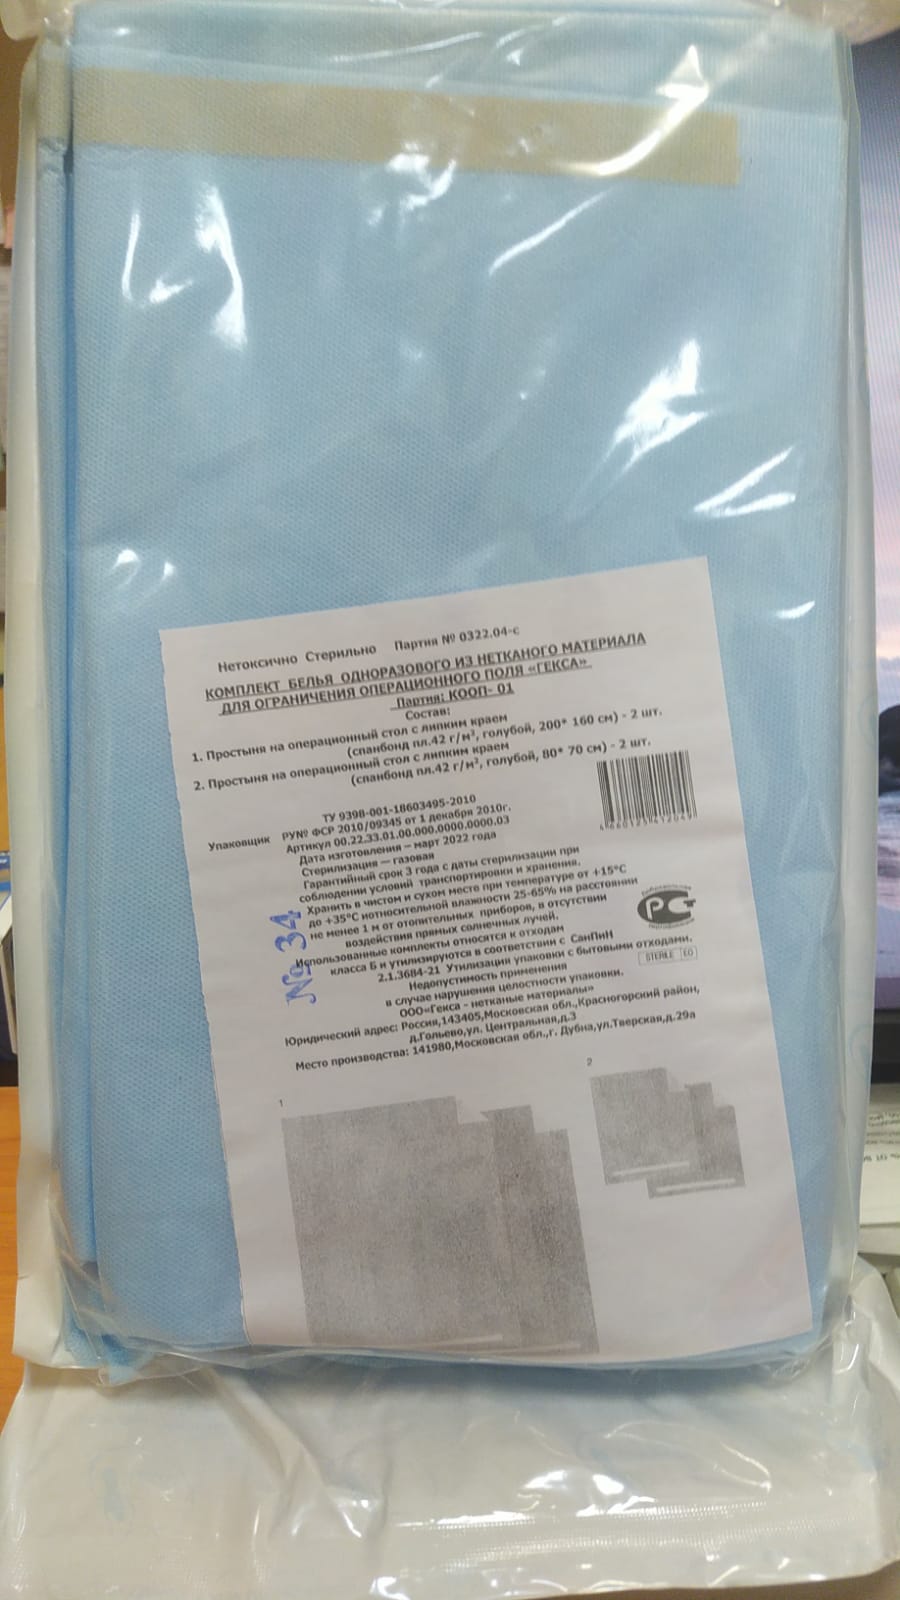 Нетоксично Стерильно Партия № 0322.04-с
КОМПЛЕКТ БЕЛЬЯ ОДНОРАЗОВОГО ИЗ НЕТКАНОГО МАТЕРИАЛА
ДЛЯ ОГРАНИЧЕНИЯ ОПЕРАЦИОННОГО ПОЛЯ «ГЕКСА»
Партия: КООП- 01
Состав:
1. Простыня на операционный стол с липким краем
(спанбонд пл.42 г/м², голубой, 200* 160 см) - 2 шт.
2. Простыня на операционный стол с липким краем
(спанбонд пл.42 г/м², голубой, 80* 70 см) - 2 шт.
ТУ 9398-001-18603495-2010
Упаковщик РУ№ ФСР 2010/09345 от 1 декабря 2010г.
Артикул 00.22.33.01.00.000.0000.0000.03
Дата изготовления – март 2022 года
Стерилизация — газовая
Гарантийный срок 3 года с даты стерилизации при
соблюдении условий транспортировки и хранения.
Хранить в чистом и сухом месте при температуре от +15°С
до +35°С иотносительной влажности 25-65% на расстоянии
не менее 1 м от отопительных приборов, в отсутствии
воздействия прямых солнечных лучей.
Использованные комплекты относятся к отходам
класса Б и утилизируются в соответствии с СанПиН
2.1.3684-21 Утилизация упаковки с бытовыми отходами.
Недопустимость применения
в случае нарушения целостности упаковки.
ООО«Гекса - нетканые материалы»
Юридический адрес: Россия,143405,Московская обл.,Красногорский район,
д.Гольево,ул. Центральная,д.3
Место производства: 141980,Московская обл.,г. Дубна,ул.Тверская,д.29а
№ 34
РСТ
STERILE EO
1
2